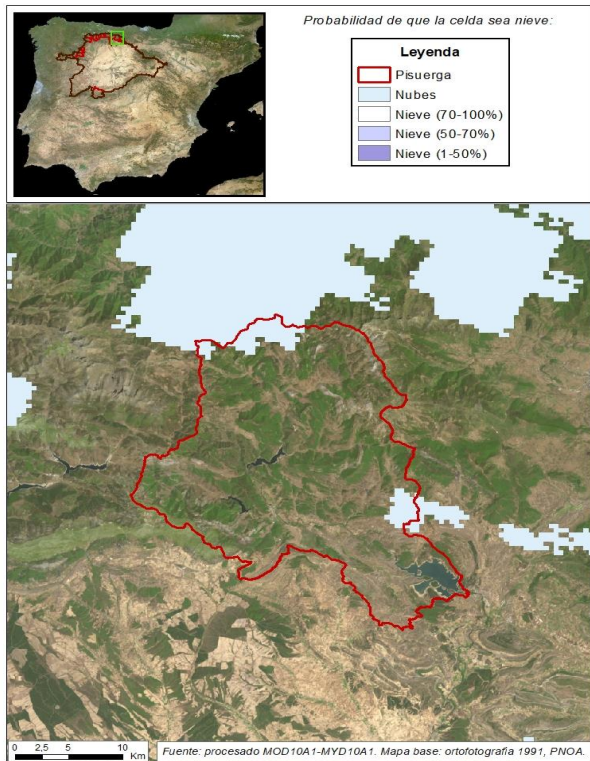 Probabilidad de que la celda sea nieve:
Leyenda
Pisuerga
Nubes
Nieve (70-100%)
Nieve (50-70%)
Nieve (1-50%)
0 2,5 5 10
Km
Fuente: procesado MOD10A1-MYD10A1. Mapa base: ortofotografia 1991, PNOA.